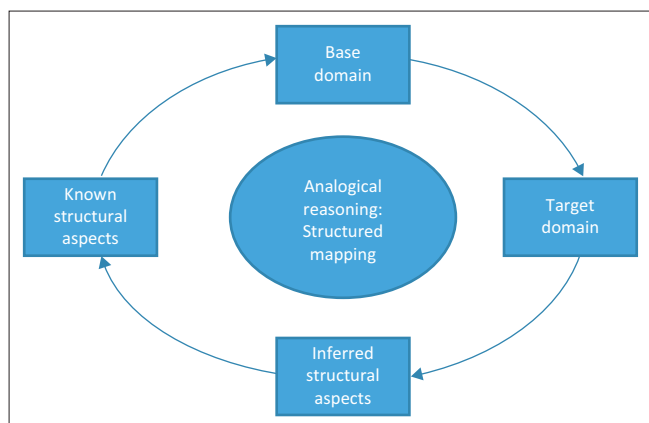 Base
domain
Known
structural
aspects
Analogical
reasoning:
Structured
mapping
Target
domain
Inferred
structural
aspects